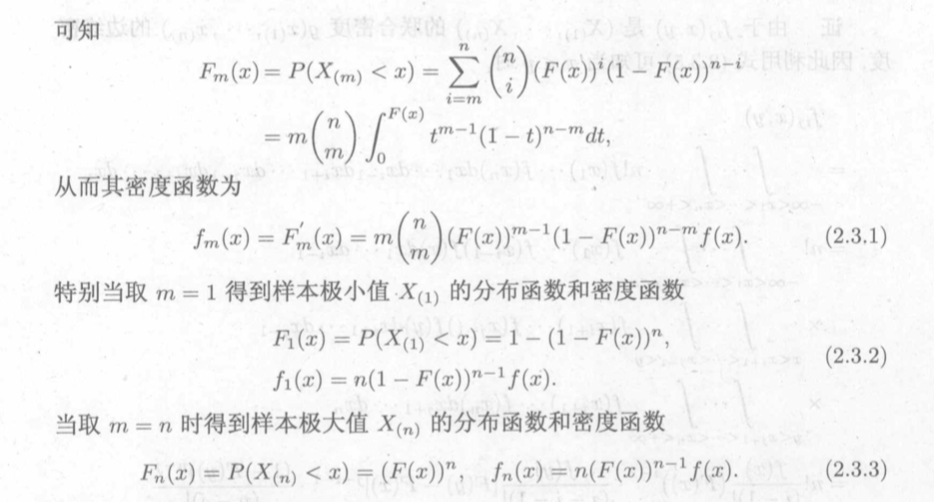 可知
F_m(x) = P(X_{(m)} < x) = \sum_{i=m}^{n} \binom{n}{i} (F(x))^i (1 − F(x))^{n−i}
= m \binom{n}{m} \int_0^{F(x)} t^{m−1}(1 − t)^{n−m}dt,
从而其密度函数为
f_m(x) = F_m^{'}(x) = m \binom{n}{m} (F(x))^{m−1}(1 − F(x))^{n−m} f(x). (2.3.1)
特别当取 m = 1 得到样本极小值 X_{(1)} 的分布函数和密度函数
F_1(x) = P(X_{(1)} < x) = 1 − (1 − F(x))^n,
(2.3.2)
f_1(x) = n(1 − F(x))^{n−1} f(x).
当取 m = n 时得到样本极大值 X_{(n)} 的分布函数和密度函数
F_n(x) = P(X_{(n)} < x) = (F(x))^n. f_n(x) = n(F(x))^{n−1} f(x). (2.3.3)